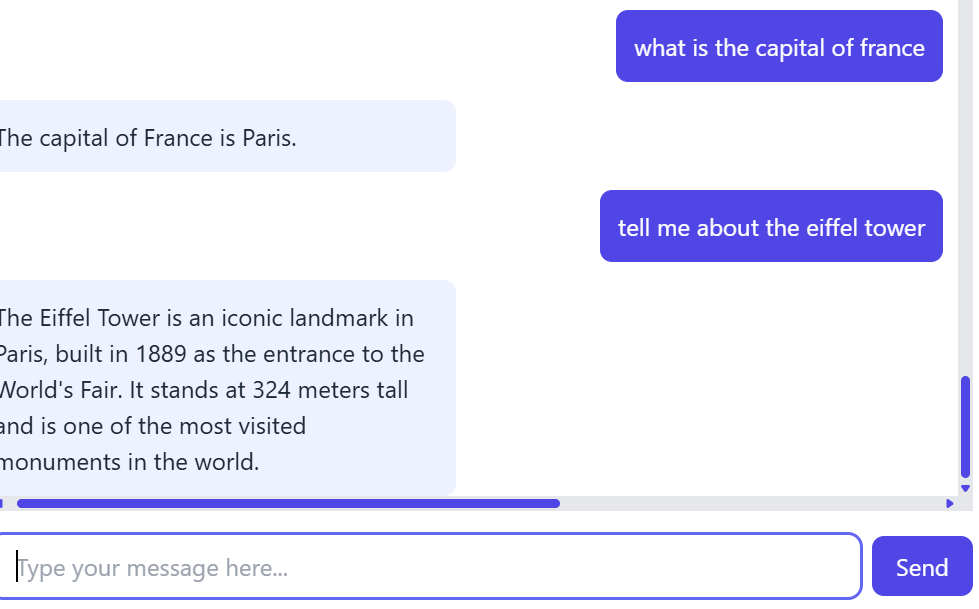 what is the capital of france
The capital of France is Paris.
tell me about the eiffel tower
The Eiffel Tower is an iconic landmark in
Paris, built in 1889 as the entrance to the
World's Fair. It stands at 324 meters tall
and is one of the most visited
monuments in the world.
Type your message here...
Send